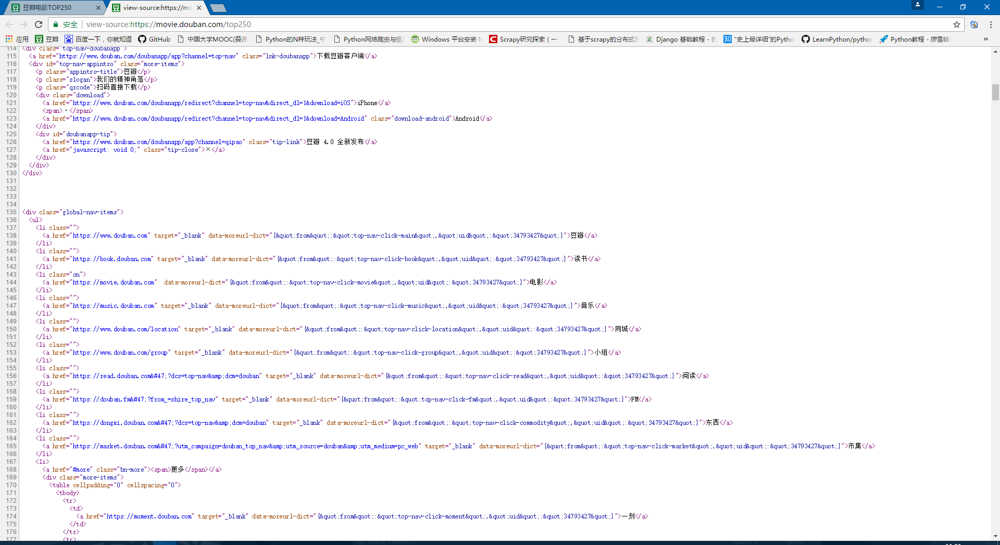 豆瓣电影TOP250
view-source:https://mo
安全 view-source:https://movie.douban.com/top250
应用 豆瓣 百度一下，你就知道 GitHub 中国大学MOOC(慕课 Python的N种玩法_中 Python网络爬虫与信 Windows 平台安装 M Scrapy研究探索（一 基于scrapy的分布式 Django 基础教程 - 自 “史上最详细”的Pytho LearnPython/python Python教程 - 廖雪峰 »
114 <div class="top-nav-doubanapp">
115 <a href="https://www.douban.com/doubanapp/app?channel=top-nav" class="lnk-doubanapp">下载豆瓣客户端</a>
116 <div id="top-nav-appintro" class="more-items">
117 <p class="appintro-title">豆瓣</p>
118 <p class="slogan">我们的精神角落</p>
119 <p class="qrcode">扫码直接下载</p>
120 <div class="download">
121 <a href="https://www.douban.com/doubanapp/redirect?channel=top-nav&direct_dl=1&download=iOS">iPhone</a>
122 <span>·</span>
123 <a href="https://www.douban.com/doubanapp/redirect?channel=top-nav&direct_dl=1&download=Android" class="download-android">Android</a>
124 </div>
125 <div id="doubanapp-tip">
126 <a href="https://www.douban.com/doubanapp/app?channel=qipao" class="tip-link">豆瓣 4.0 全新发布</a>
127 <a href="javascript: void 0;" class="tip-close">×</a>
128 </div>
129 </div>
130 </div>
131
132
133
134
135 <div class="global-nav-items">
136 <ul>
137 <li class="">
138 <a href="https://www.douban.com" target="_blank" data-moreurl-dict="{&quot;from&quot;:&quot;top-nav-click-main&quot;,&quot;uid&quot;:&quot;34793427&quot;}">豆瓣</a>
139 </li>
140 <li class="">
141 <a href="https://book.douban.com" target="_blank" data-moreurl-dict="{&quot;from&quot;:&quot;top-nav-click-book&quot;,&quot;uid&quot;:&quot;34793427&quot;}">读书</a>
142 </li>
143 <li class="on">
144 <a href="https://movie.douban.com"  data-moreurl-dict="{&quot;from&quot;:&quot;top-nav-click-movie&quot;,&quot;uid&quot;:&quot;34793427&quot;}">电影</a>
145 </li>
146 <li class="">
147 <a href="https://music.douban.com" target="_blank" data-moreurl-dict="{&quot;from&quot;:&quot;top-nav-click-music&quot;,&quot;uid&quot;:&quot;34793427&quot;}">音乐</a>
148 </li>
149 <li class="">
150 <a href="https://www.douban.com/location" target="_blank" data-moreurl-dict="{&quot;from&quot;:&quot;top-nav-click-location&quot;,&quot;uid&quot;:&quot;34793427&quot;}">同城</a>
151 </li>
152 <li class="">
153 <a href="https://www.douban.com/group" target="_blank" data-moreurl-dict="{&quot;from&quot;:&quot;top-nav-click-group&quot;,&quot;uid&quot;:&quot;34793427&quot;}">小组</a>
154 </li>
155 <li class="">
156 <a href="https://read.douban.com&#47;?dcs=top-nav&amp;dcm=douban" target="_blank" data-moreurl-dict="{&quot;from&quot;:&quot;top-nav-click-read&quot;,&quot;uid&quot;:&quot;34793427&quot;}">阅读</a>
157 </li>
158 <li class="">
159 <a href="https://douban.fm&#47;?from_=shire_top_nav" target="_blank" data-moreurl-dict="{&quot;from&quot;:&quot;top-nav-click-fm&quot;,&quot;uid&quot;:&quot;34793427&quot;}">FM</a>
160 </li>
161 <li class="">
162 <a href="https://dongxi.douban.com&#47;?dcs=top-nav&amp;dcm=douban" target="_blank" data-moreurl-dict="{&quot;from&quot;:&quot;top-nav-click-commodity&quot;,&quot;uid&quot;:&quot;34793427&quot;}">东西</a>
163 </li>
164 <li class="">
165 <a href="https://market.douban.com&#47;?utm_campaign=douban_top_nav&amp;utm_source=douban&amp;utm_medium=pc_web" target="_blank" data-moreurl-dict="{&quot;from&quot;:&quot;top-nav-click-market&quot;,&quot;uid&quot;:&quot;34793427&quot;}">市集</a>
166 </li>
167 <li>
168 <a href="#more" class="bn-more"><span>更多</span></a>
169 <div class="more-items">
170 <table cellpadding="0" cellspacing="0">
171 <tbody>
172 <tr>
173 <td>
174 <a href="https://moment.douban.com" target="_blank" data-moreurl-dict="{&quot;from&quot;:&quot;top-nav-click-moment&quot;,&quot;uid&quot;:&quot;34793427&quot;}">一刻</a>
175 </td>
176 </tr>
177 <tr>